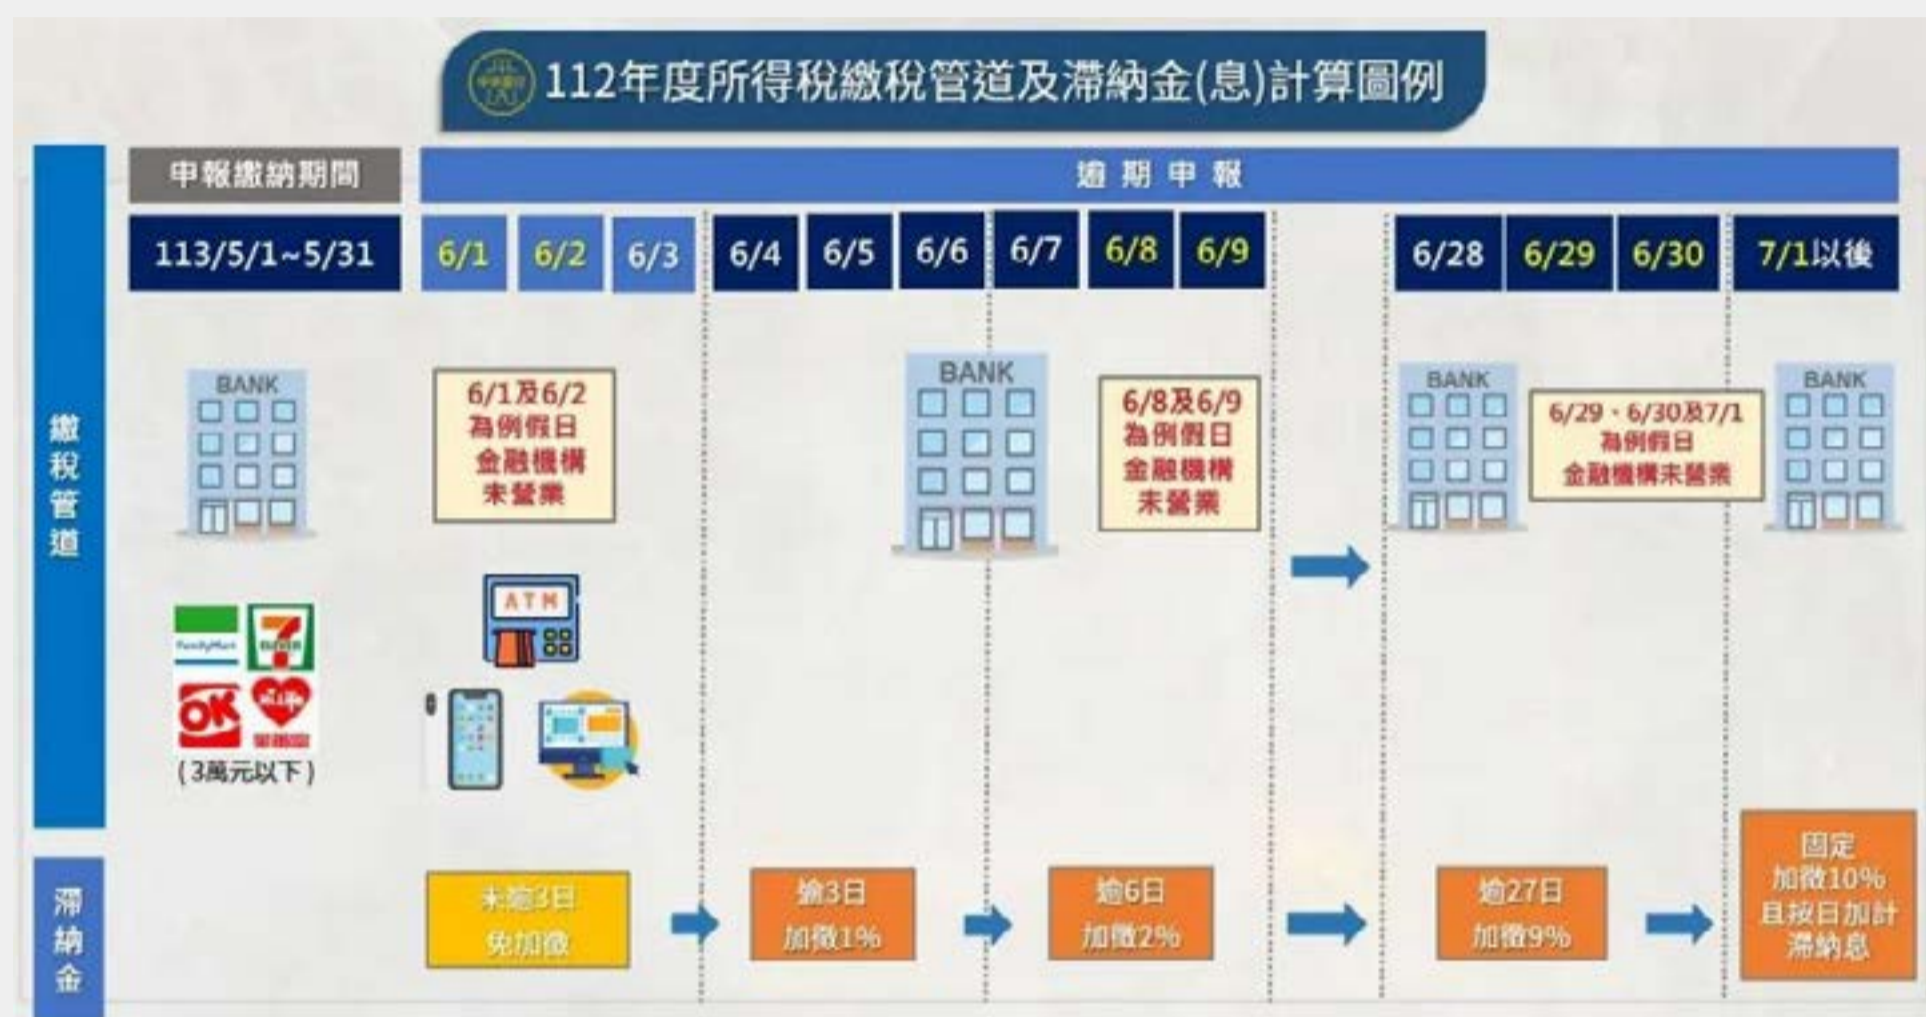 112年度所得稅繳稅管道及滯納金(息)計算圖例
申報繳納期間
逾期申報
113/5/1~5/31
6/1
6/2
6/3
6/4
6/5
6/6
6/7
6/8
6/9
6/28
6/29
6/30
7/1以後
繳稅管道
BANK
6/1及6/2
為例假日
金融機構
未營業
BANK
6/8及6/9
為例假日
金融機構
未營業
BANK
6/29、6/30及7/1
為例假日
金融機構未營業
BANK
ATM
FamilyMart
7
ELEVEN
OK
(3萬元以下)
滯納金
未逾3日
免加徵
逾3日
加徵1%
逾6日
加徵2%
逾27日
加徵9%
固定
加徵10%
且按日加計
滯納息